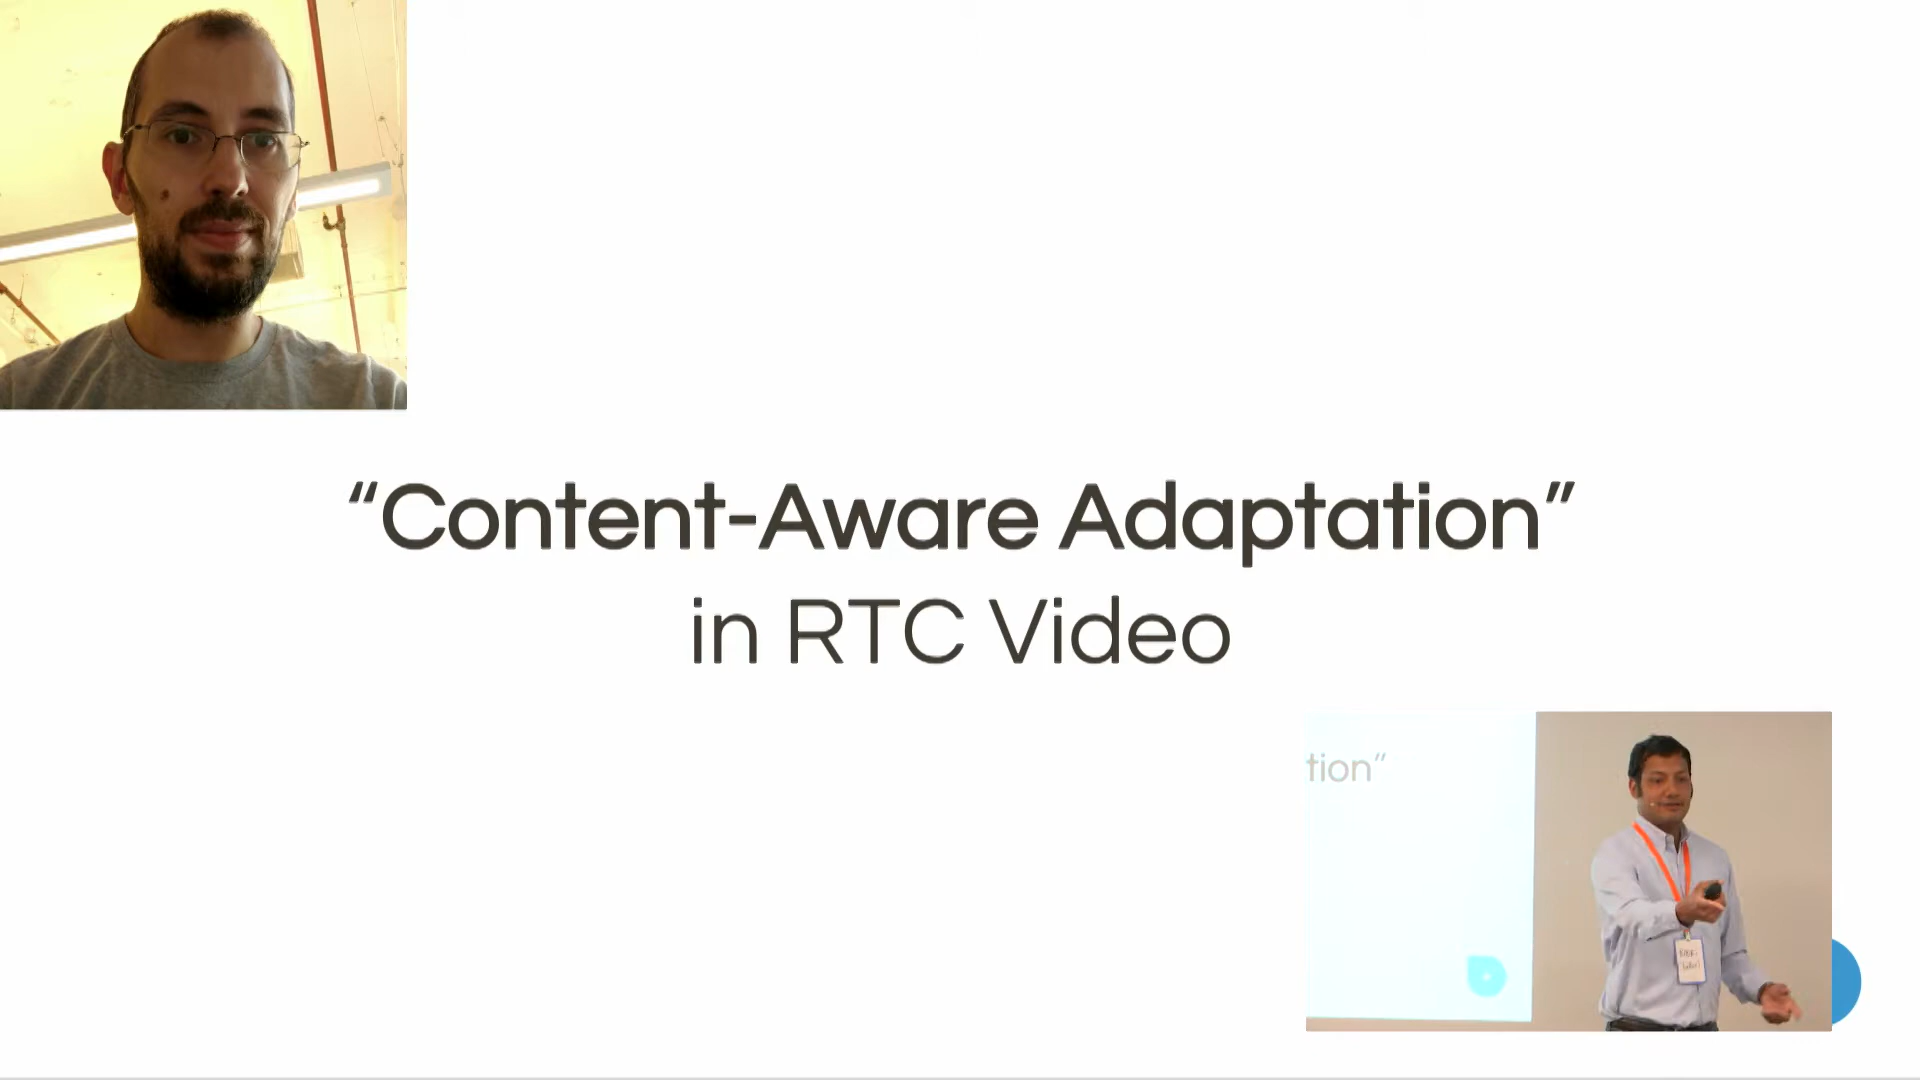 “Content-Aware Adaptation”
in RTC Video
tion”